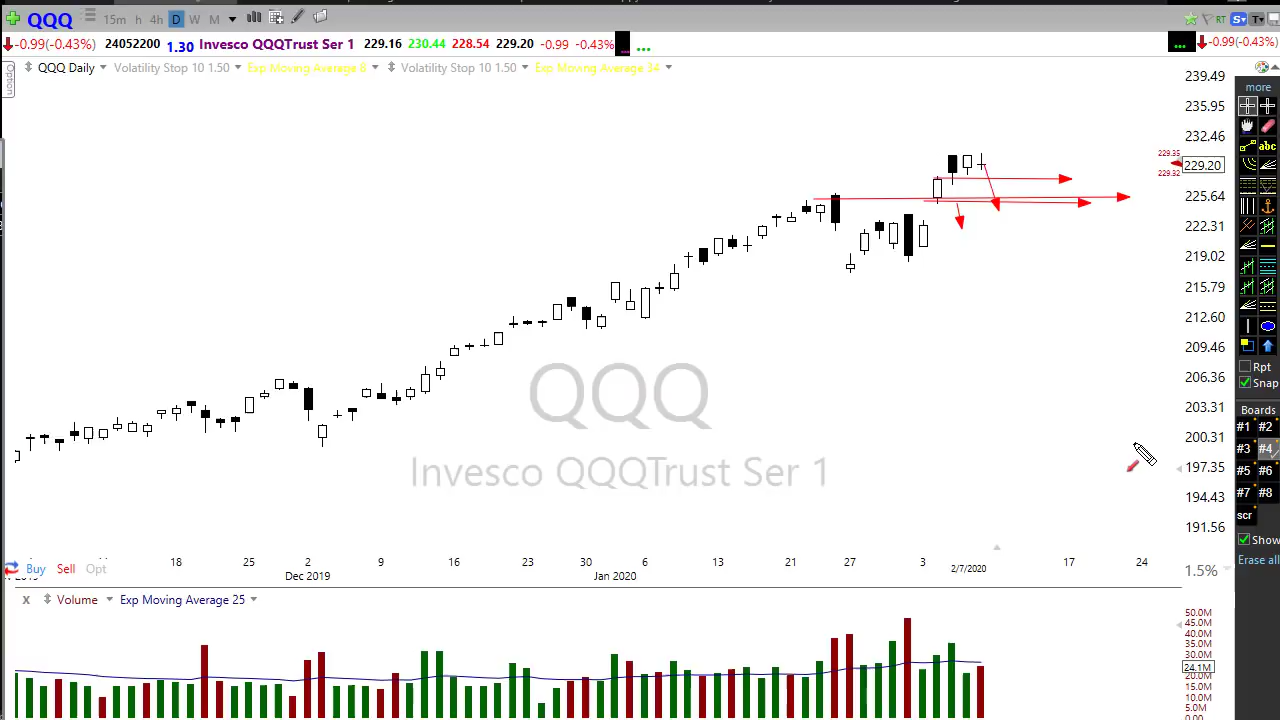 QQQ 15m h 4h D W M RT S T
-0.99(-0.43%) 24052200 1.30 Invesco QQQTrust Ser 1 229.16 230.44 228.54 229.20 -0.99 -0.43% ... ... -0.99(-0.43%)
Option
QQQ Daily Volatility Stop 10 1.50 Exp Moving Average 8 Volatility Stop 10 1.50 Exp Moving Average 34
239.49
235.95
232.46
229.35
229.20
229.32
225.64
222.31
219.02
215.79
212.60
209.46
206.36
203.31
200.31
197.35
194.43
191.56
QQQ
Invesco QQQTrust Ser 1
more
abc
Rpt
Snap
Boards
#1 #2
#3 #4
#5 #6
#7 #8
scr
Show
Erase all
18 25 2 9 16 23 30 6 13 21 27 3 2/7/2020 17 24
Dec 2019 Jan 2020
Buy Sell Opt
1.5%
X Volume Exp Moving Average 25
50.0M
45.0M
40.0M
35.0M
30.0M
24.1M
20.0M
15.0M
10.0M
5.0M
0.00